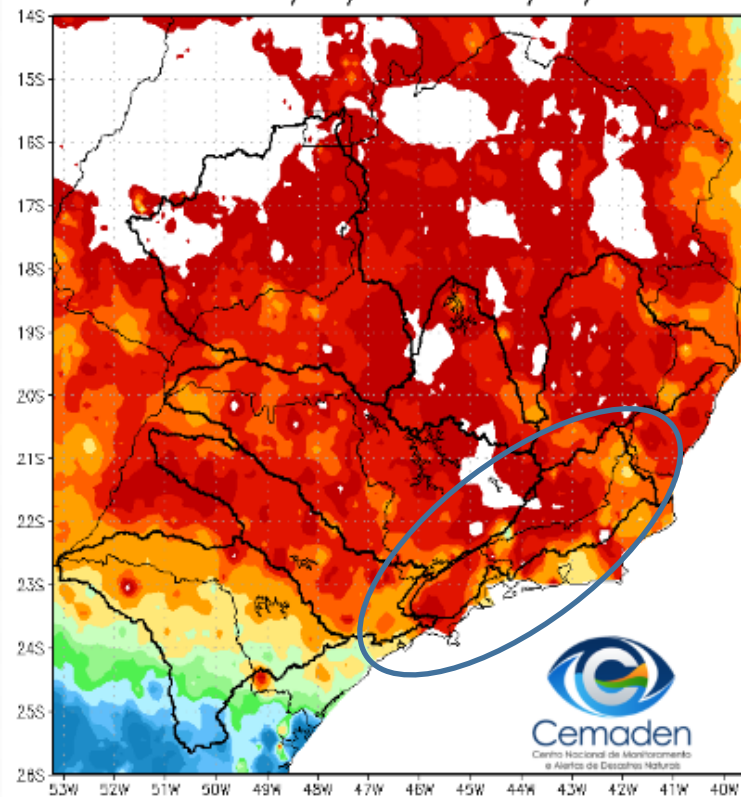 14S
15S
16S
17S
18S
19S
20S
21S
22S
23S
24S
25S
26S
53W 52W 51W 50W 49W 48W 47W 46W 45W 44W 43W 42W 41W 40W
Cemaden
Centro Nacional de Monitoramento
e Alertas de Desastres Naturais